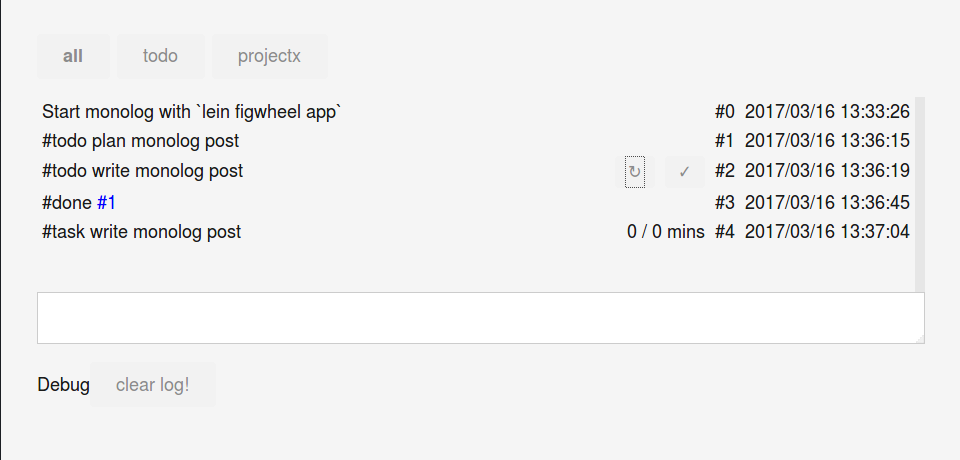 all todo projectx
Start monolog with `lein figwheel app` #0 2017/03/16 13:33:26
#todo plan monolog post #1 2017/03/16 13:36:15
#todo write monolog post ↻ ✓ #2 2017/03/16 13:36:19
#done #1 #3 2017/03/16 13:36:45
#task write monolog post 0 / 0 mins #4 2017/03/16 13:37:04
Debug clear log!